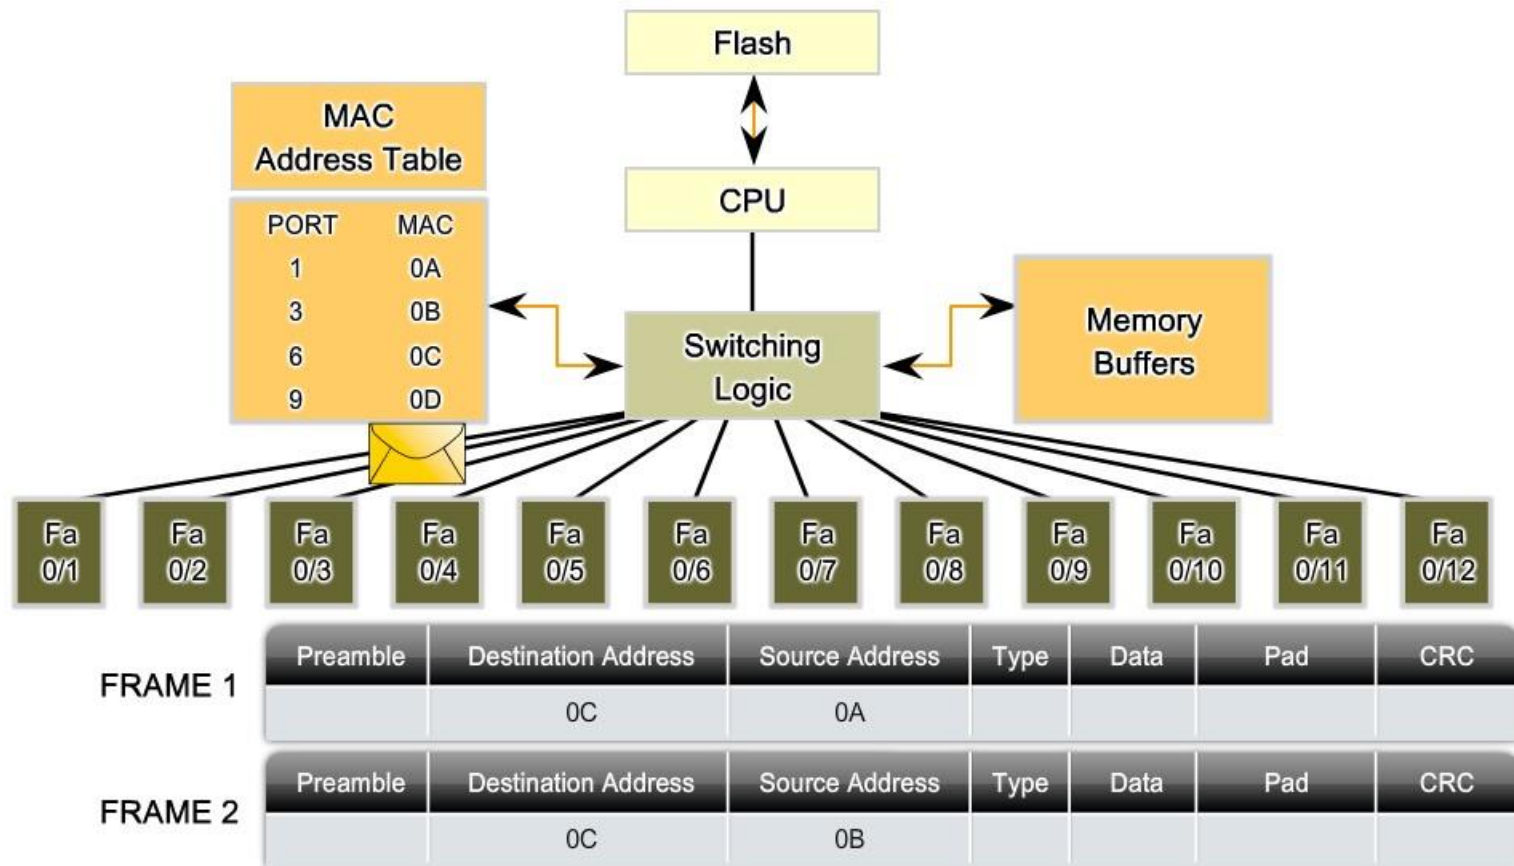 Flash
MAC
Address Table
CPU
PORT MAC
1 0A
3 0B
6 0C
9 0D
Switching
Logic
Memory
Buffers
Fa
0/1
Fa
0/2
Fa
0/3
Fa
0/4
Fa
0/5
Fa
0/6
Fa
0/7
Fa
0/8
Fa
0/9
Fa
0/10
Fa
0/11
Fa
0/12
FRAME 1
Preamble Destination Address Source Address Type Data Pad CRC
0C 0A
FRAME 2
Preamble Destination Address Source Address Type Data Pad CRC
0C 0B